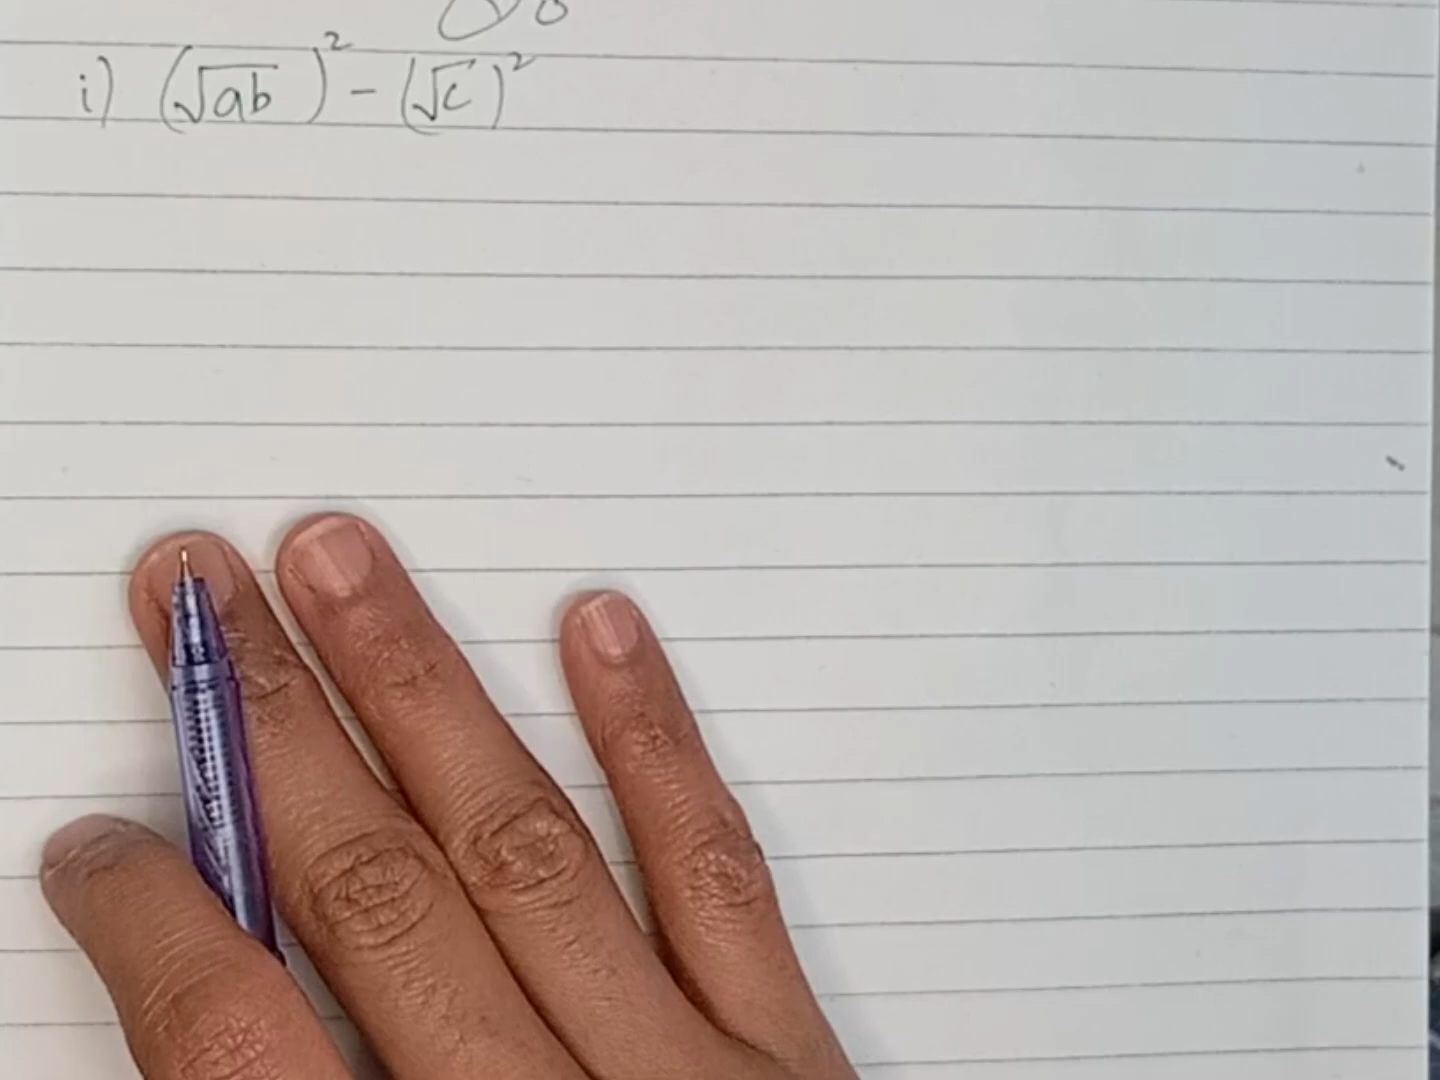 i) (√ab)² - (√c)²